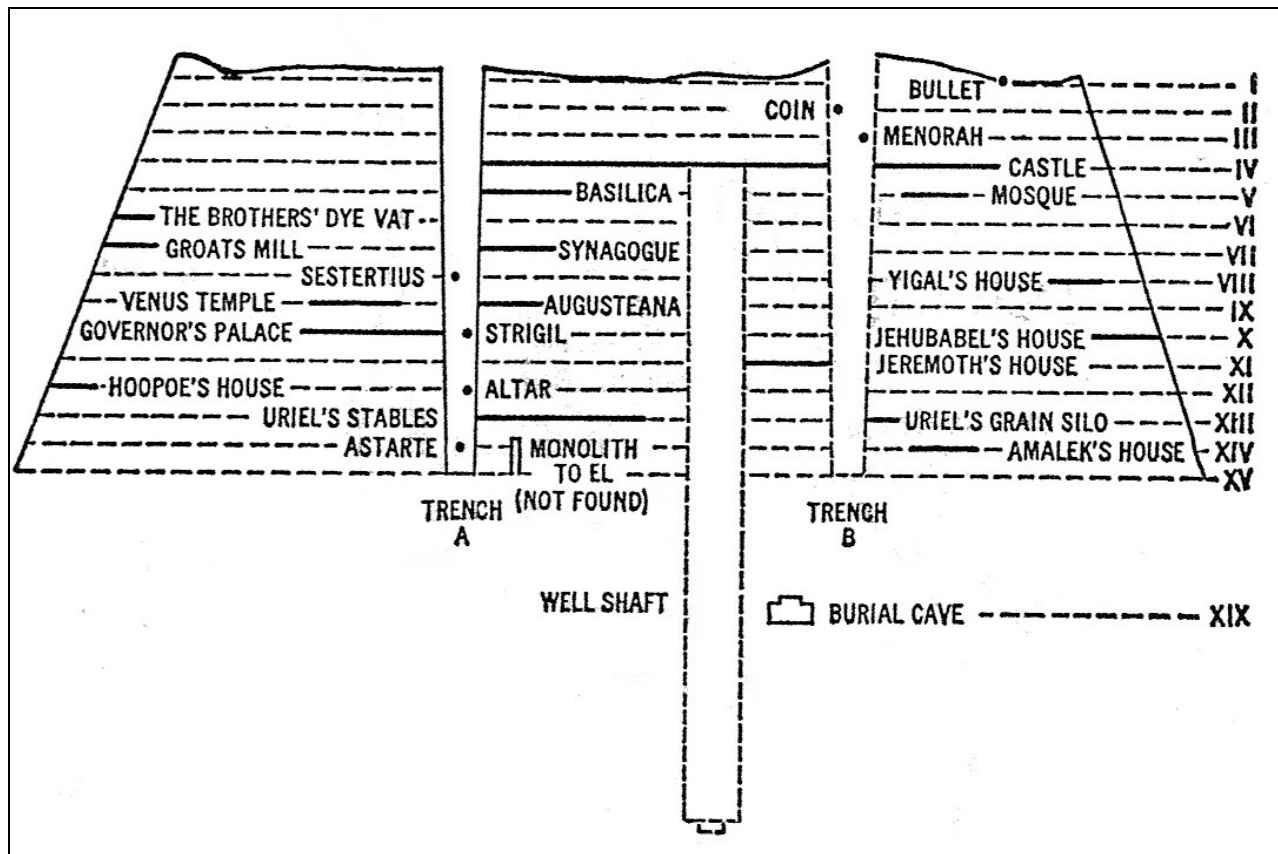 BULLET I
COIN II
MENORAH III
CASTLE IV
BASILICA MOSQUE V
THE BROTHERS' DYE VAT VI
GROATS MILL SYNAGOGUE VII
SESTERTIUS YIGAL'S HOUSE VIII
VENUS TEMPLE AUGUSTEANA IX
GOVERNOR'S PALACE STRIGIL JEHUBABEL'S HOUSE X
JEREMOTH'S HOUSE XI
HOOPOE'S HOUSE ALTAR XII
URIEL'S STABLES URIEL'S GRAIN SILO XIII
ASTARTE MONOLITH AMALEK'S HOUSE XIV
TO EL XV
(NOT FOUND)
TRENCH TRENCH
A B
WELL SHAFT BURIAL CAVE XIX